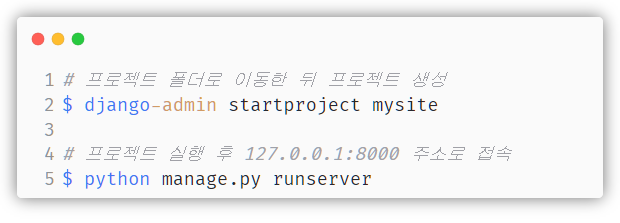 1 # 프로젝트 폴더로 이동한 뒤 프로젝트 생성
2 $ django-admin startproject mysite
3
4 # 프로젝트 실행 후 127.0.0.1:8000 주소로 접속
5 $ python manage.py runserver